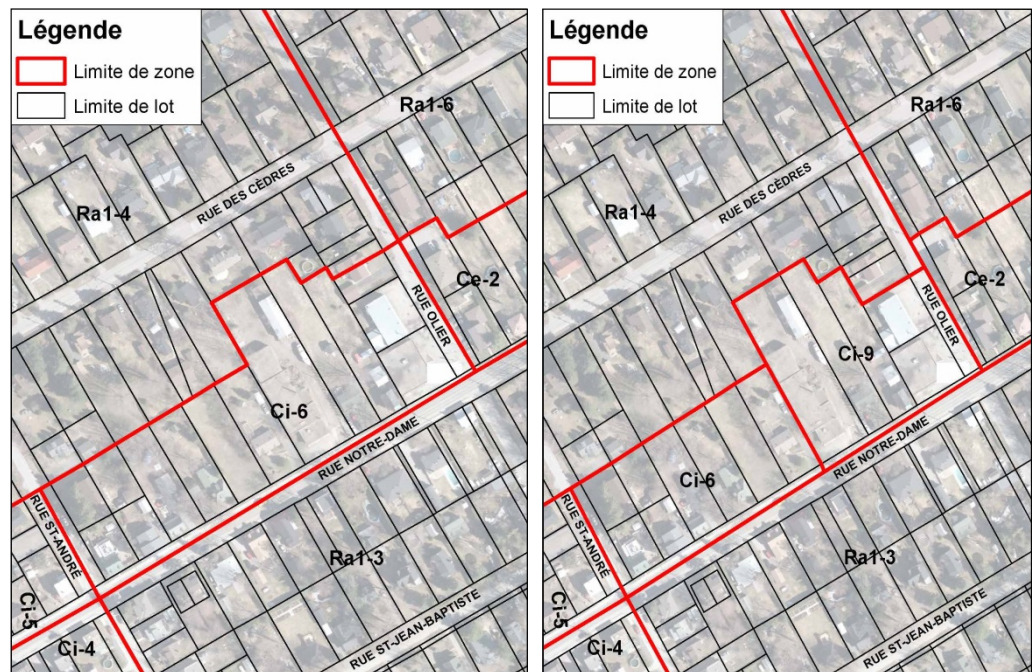 Légende
Limite de zone
Limite de lot
Ra1-6
Ra1-4
RUE DES CÈDRES
Ce-2
RUE OLIER
Ci-6
RUE NOTRE-DAME
RUE ST-ANDRÉ
Ra1-3
Ci-5
Ci-4
RUE ST-JEAN-BAPTISTE
Légende
Limite de zone
Limite de lot
Ra1-6
Ra1-4
RUE DES CÈDRES
Ce-2
RUE OLIER
Ci-9
RUE NOTRE-DAME
Ci-6
RUE ST-ANDRÉ
Ra1-3
Ci-5
Ci-4
RUE ST-JEAN-BAPTISTE